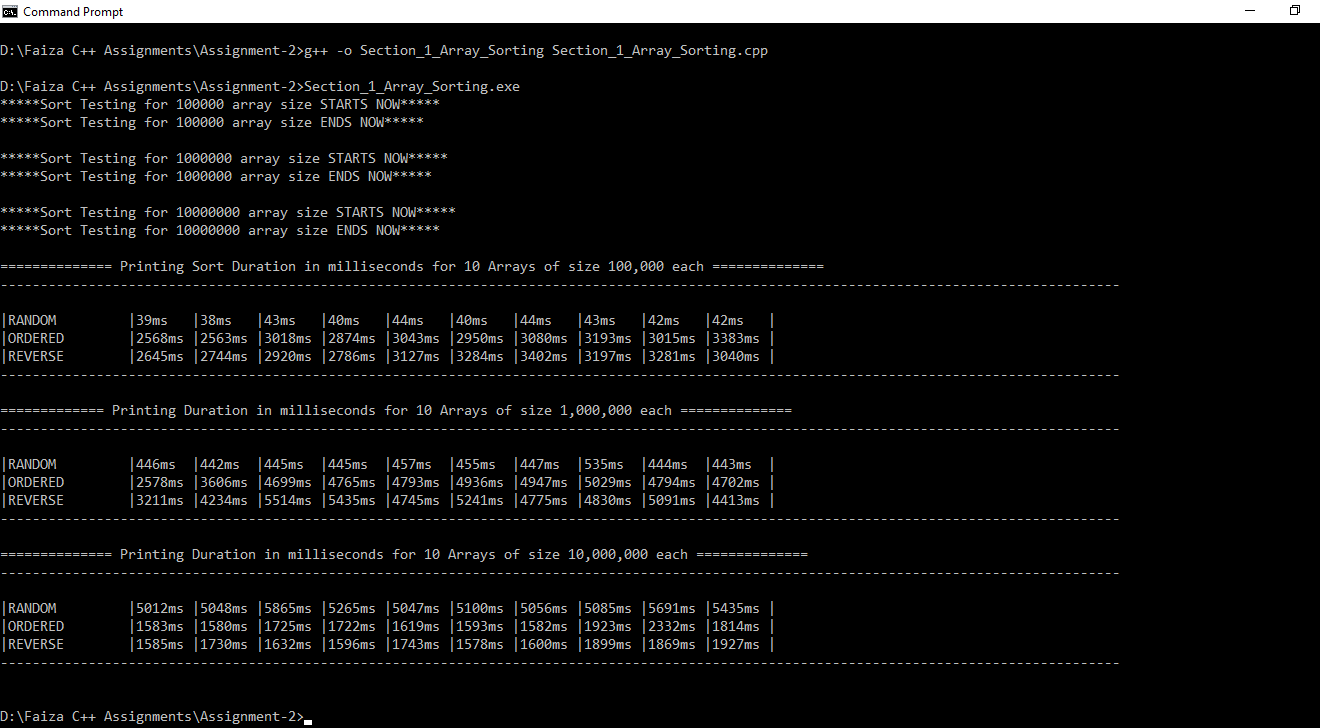 Command Prompt
D:\Faiza C++ Assignments\Assignment-2>g++ -o Section_1_Array_Sorting Section_1_Array_Sorting.cpp
D:\Faiza C++ Assignments\Assignment-2>Section_1_Array_Sorting.exe
*****Sort Testing for 100000 array size STARTS NOW*****
*****Sort Testing for 100000 array size ENDS NOW*****
*****Sort Testing for 1000000 array size STARTS NOW*****
*****Sort Testing for 1000000 array size ENDS NOW*****
*****Sort Testing for 10000000 array size STARTS NOW*****
*****Sort Testing for 10000000 array size ENDS NOW*****
============== Printing Sort Duration in milliseconds for 10 Arrays of size 100,000 each ==============
--------------------------------------------------------------------------------------------------------------------------------------------
|RANDOM         |39ms   |38ms   |43ms   |40ms   |44ms   |40ms   |44ms   |43ms   |42ms   |42ms   |
|ORDERED        |2568ms |2563ms |3018ms |2874ms |3043ms |2950ms |3080ms |3193ms |3015ms |3383ms |
|REVERSE        |2645ms |2744ms |2920ms |2786ms |3127ms |3284ms |3402ms |3197ms |3281ms |3040ms |
--------------------------------------------------------------------------------------------------------------------------------------------
============= Printing Duration in milliseconds for 10 Arrays of size 1,000,000 each ==============
--------------------------------------------------------------------------------------------------------------------------------------------
|RANDOM         |446ms  |442ms  |445ms  |445ms  |457ms  |455ms  |447ms  |535ms  |444ms  |443ms  |
|ORDERED        |2578ms |3606ms |4699ms |4765ms |4793ms |4936ms |4947ms |5029ms |4794ms |4702ms |
|REVERSE        |3211ms |4234ms |5514ms |5435ms |4745ms |5241ms |4775ms |4830ms |5091ms |4413ms |
--------------------------------------------------------------------------------------------------------------------------------------------
============== Printing Duration in milliseconds for 10 Arrays of size 10,000,000 each ==============
--------------------------------------------------------------------------------------------------------------------------------------------
|RANDOM         |5012ms |5048ms |5865ms |5265ms |5047ms |5100ms |5056ms |5085ms |5691ms |5435ms |
|ORDERED        |1583ms |1580ms |1725ms |1722ms |1619ms |1593ms |1582ms |1923ms |2332ms |1814ms |
|REVERSE        |1585ms |1730ms |1632ms |1596ms |1743ms |1578ms |1600ms |1899ms |1869ms |1927ms |
--------------------------------------------------------------------------------------------------------------------------------------------
D:\Faiza C++ Assignments\Assignment-2>